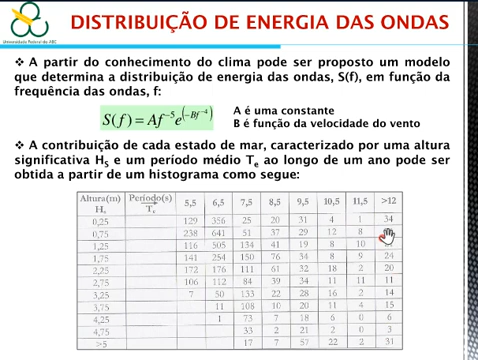 DISTRIBUIÇÃO DE ENERGIA DAS ONDAS
Universidade Federal do ABC
❖ A partir do conhecimento do clima pode ser proposto um modelo
que determina a distribuição de energia das ondas, S(f), em função da
frequência das ondas, f:
S(f) = Af⁻⁵e^(−Bf⁻⁴)
A é uma constante
B é função da velocidade do vento
❖ A contribuição de cada estado de mar, caracterizado por uma altura
significativa Hs e um período médio Te ao longo de um ano pode ser
obtida a partir de um histograma como segue:
Altura(m) Hs Período(s) Te 5,5 6,5 7,5 8,5 9,5 10,5 11,5 >12
0,25 129 356 25 20 31 4 1 34
0,75 238 641 51 37 29 12 8
1,25 116 505 134 41 19 8 10
1,75 141 254 150 76 34 8 9 24
2,25 172 176 111 61 32 18 2 20
2,75 106 112 84 39 34 11 11 11
3,25 7 50 133 22 28 16 2 14
3,75 11 108 10 20 11 4 15
4,25 1 73 7 18 6 0 6
4,75 33 2 21 2 0 3
>5 17 7 57 22 2 31